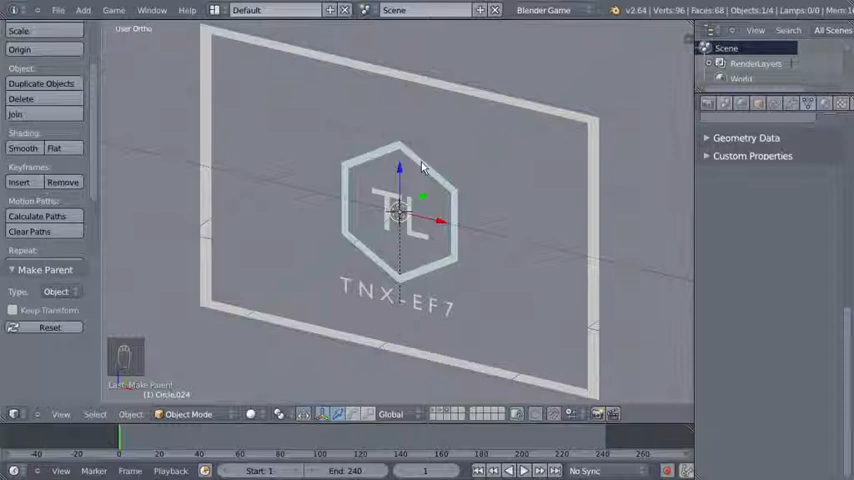 File Add Game Window Help Default Scene Blender Game v2.64 | Verts:96 | Faces:68 | Objects:1/4 | Lamps:0/0 | Mem:1
View Search All Scenes
Scene
RenderLayers
World
Geometry Data
Custom Properties
Scale
Origin
Object:
Duplicate Objects
Delete
Join
Shading:
Smooth Flat
Keyframes:
Insert Remove
Motion Paths:
Calculate Paths
Clear Paths
Repeat:
Make Parent
Type: Object
Keep Transform
Reset
User Ortho
TL
TNX-EF7
Last: Make Parent
(1) Circle.024
View Select Object Object Mode Global
-40 -20 0 20 40 60 80 100 120 140 160 180 200 220 240 260 280
View Marker Frame Playback Start: 1 End: 240 1 No Sync